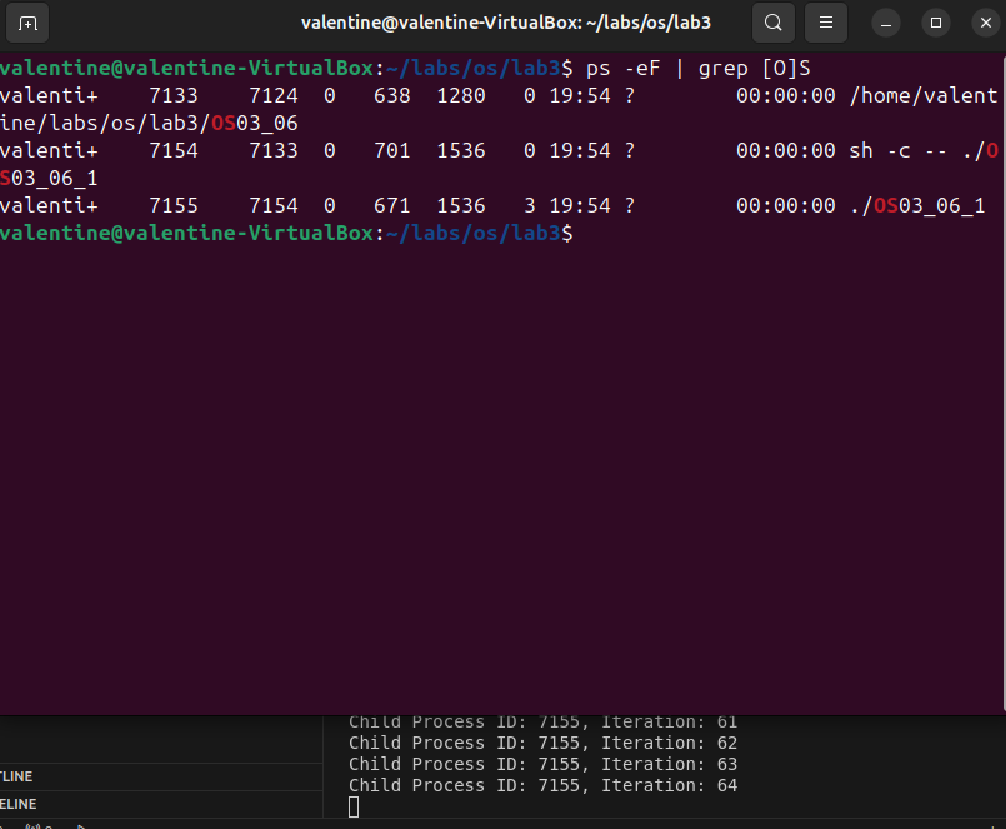 valentine@valentine-VirtualBox: ~/labs/os/lab3
valentine@valentine-VirtualBox:~/labs/os/lab3$ ps -eF | grep [O]S
valenti+    7133    7124  0   638  1280   0 19:54 ?        00:00:00 /home/valent
ine/labs/os/lab3/OS03_06
valenti+    7154    7133  0   701  1536   0 19:54 ?        00:00:00 sh -c -- ./O
S03_06_1
valenti+    7155    7154  0   671  1536   3 19:54 ?        00:00:00 ./OS03_06_1
valentine@valentine-VirtualBox:~/labs/os/lab3$
Child Process ID: 7155, Iteration: 61
Child Process ID: 7155, Iteration: 62
Child Process ID: 7155, Iteration: 63
Child Process ID: 7155, Iteration: 64
TLINE
ELINE